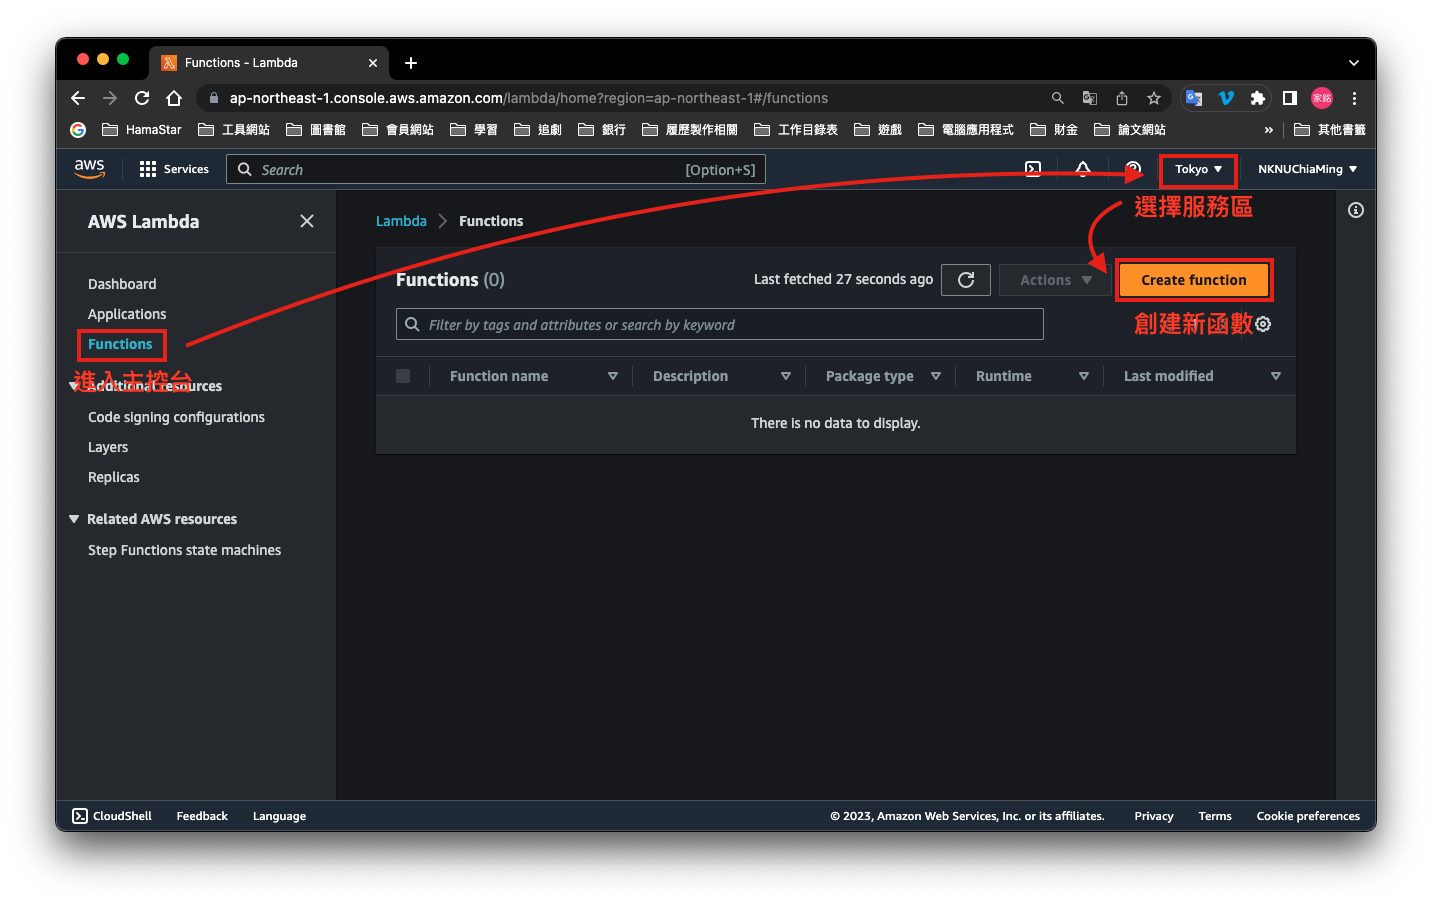 Functions - Lambda
ap-northeast-1.console.aws.amazon.com/lambda/home?region=ap-northeast-1#/functions
家銘
HamaStar 工具網站 圖書館 會員網站 學習 追劇 銀行 履歷製作相關 工作目錄表 遊戲 電腦應用程式 財金 論文網站 » 其他書籤
aws Services Search [Option+S] Tokyo NKNUChiaMing
選擇服務區
AWS Lambda
Lambda Functions
Functions (0) Last fetched 27 seconds ago Actions Create function
創建新函數
Filter by tags and attributes or search by keyword
Dashboard
Applications
Functions
進入主控台
Additional resources
Code signing configurations
Layers
Replicas
Related AWS resources
Step Functions state machines
Function name Description Package type Runtime Last modified
There is no data to display.
CloudShell Feedback Language © 2023, Amazon Web Services, Inc. or its affiliates. Privacy Terms Cookie preferences